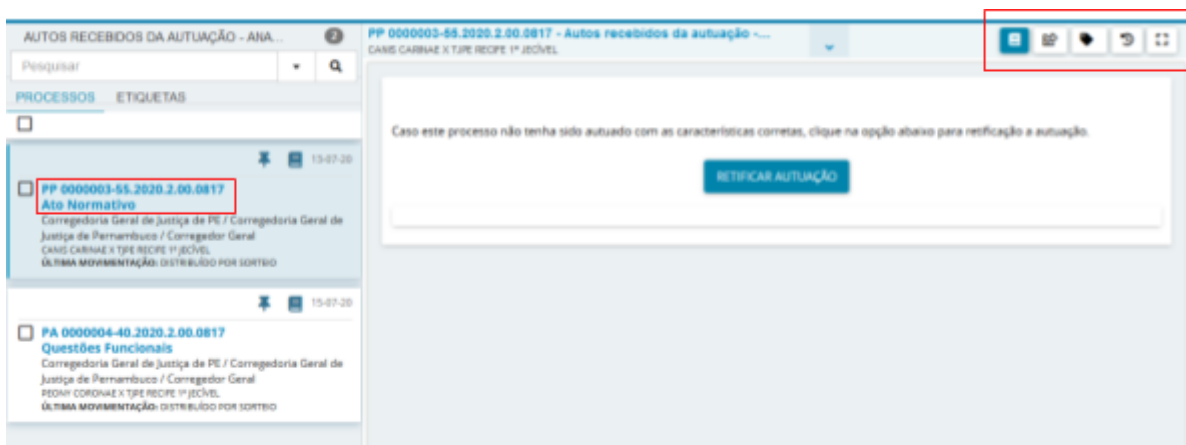 AUTOS RECEBIDOS DA AUTUAÇÃO - ANA...
2
Pesquisar
PROCESSOS ETIQUETAS
13-07-20
PP 0000003-55.2020.2.00.0817
Ato Normativo
Corregedoria Geral de Justiça de PE / Corregedoria Geral de
Justiça de Pernambuco / Corregedor Geral
CANIS CARINAE X TJPE RECIFE 1º JECÍVEL
ÚLTIMA MOVIMENTAÇÃO: DISTRIBUÍDO POR SORTEIO
15-07-20
PA 0000004-40.2020.2.00.0817
Questões Funcionais
Corregedoria Geral de Justiça de PE / Corregedoria Geral de
Justiça de Pernambuco / Corregedor Geral
PEONY CORONAE X TJPE RECIFE 1º JECÍVEL
ÚLTIMA MOVIMENTAÇÃO: DISTRIBUÍDO POR SORTEIO
PP 0000003-55.2020.2.00.0817 - Autos recebidos da autuação -...
CANIS CARINAE X TJPE RECIFE 1º JECÍVEL
Caso este processo não tenha sido autuado com as características corretas, clique na opção abaixo para retificação a autuação.
RETIFICAR AUTUAÇÃO